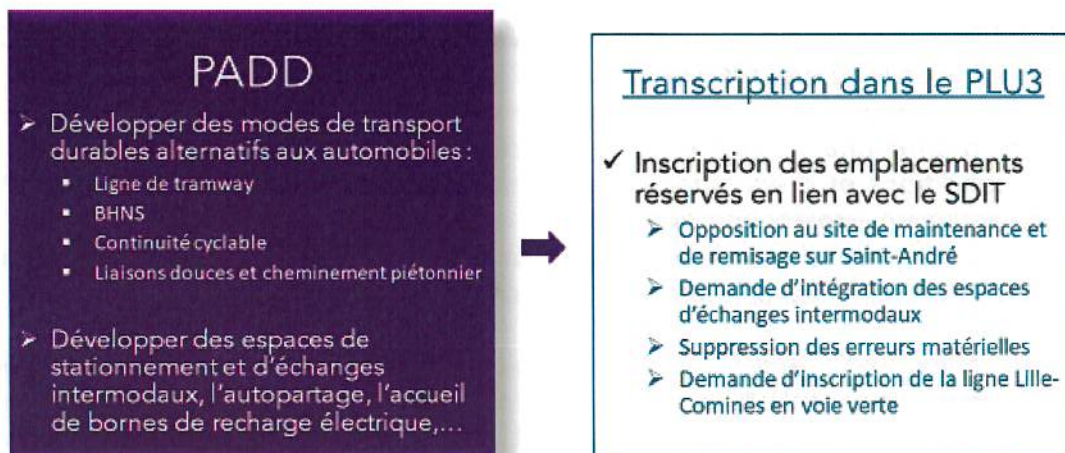 PADD
➢ Développer des modes de transport
durables alternatifs aux automobiles :
▪ Ligne de tramway
▪ BHNS
▪ Continuité cyclable
▪ Liaisons douces et cheminement piétonnier
➢ Développer des espaces de
stationnement et d'échanges
intermodaux, l'autopartage, l'accueil
de bornes de recharge électrique,...
Transcription dans le PLU3
✓ Inscription des emplacements
réservés en lien avec le SDIT
➢ Opposition au site de maintenance et
de remisage sur Saint-André
➢ Demande d'intégration des espaces
d'échanges intermodaux
➢ Suppression des erreurs matérielles
➢ Demande d'inscription de la ligne Lille-
Comines en voie verte